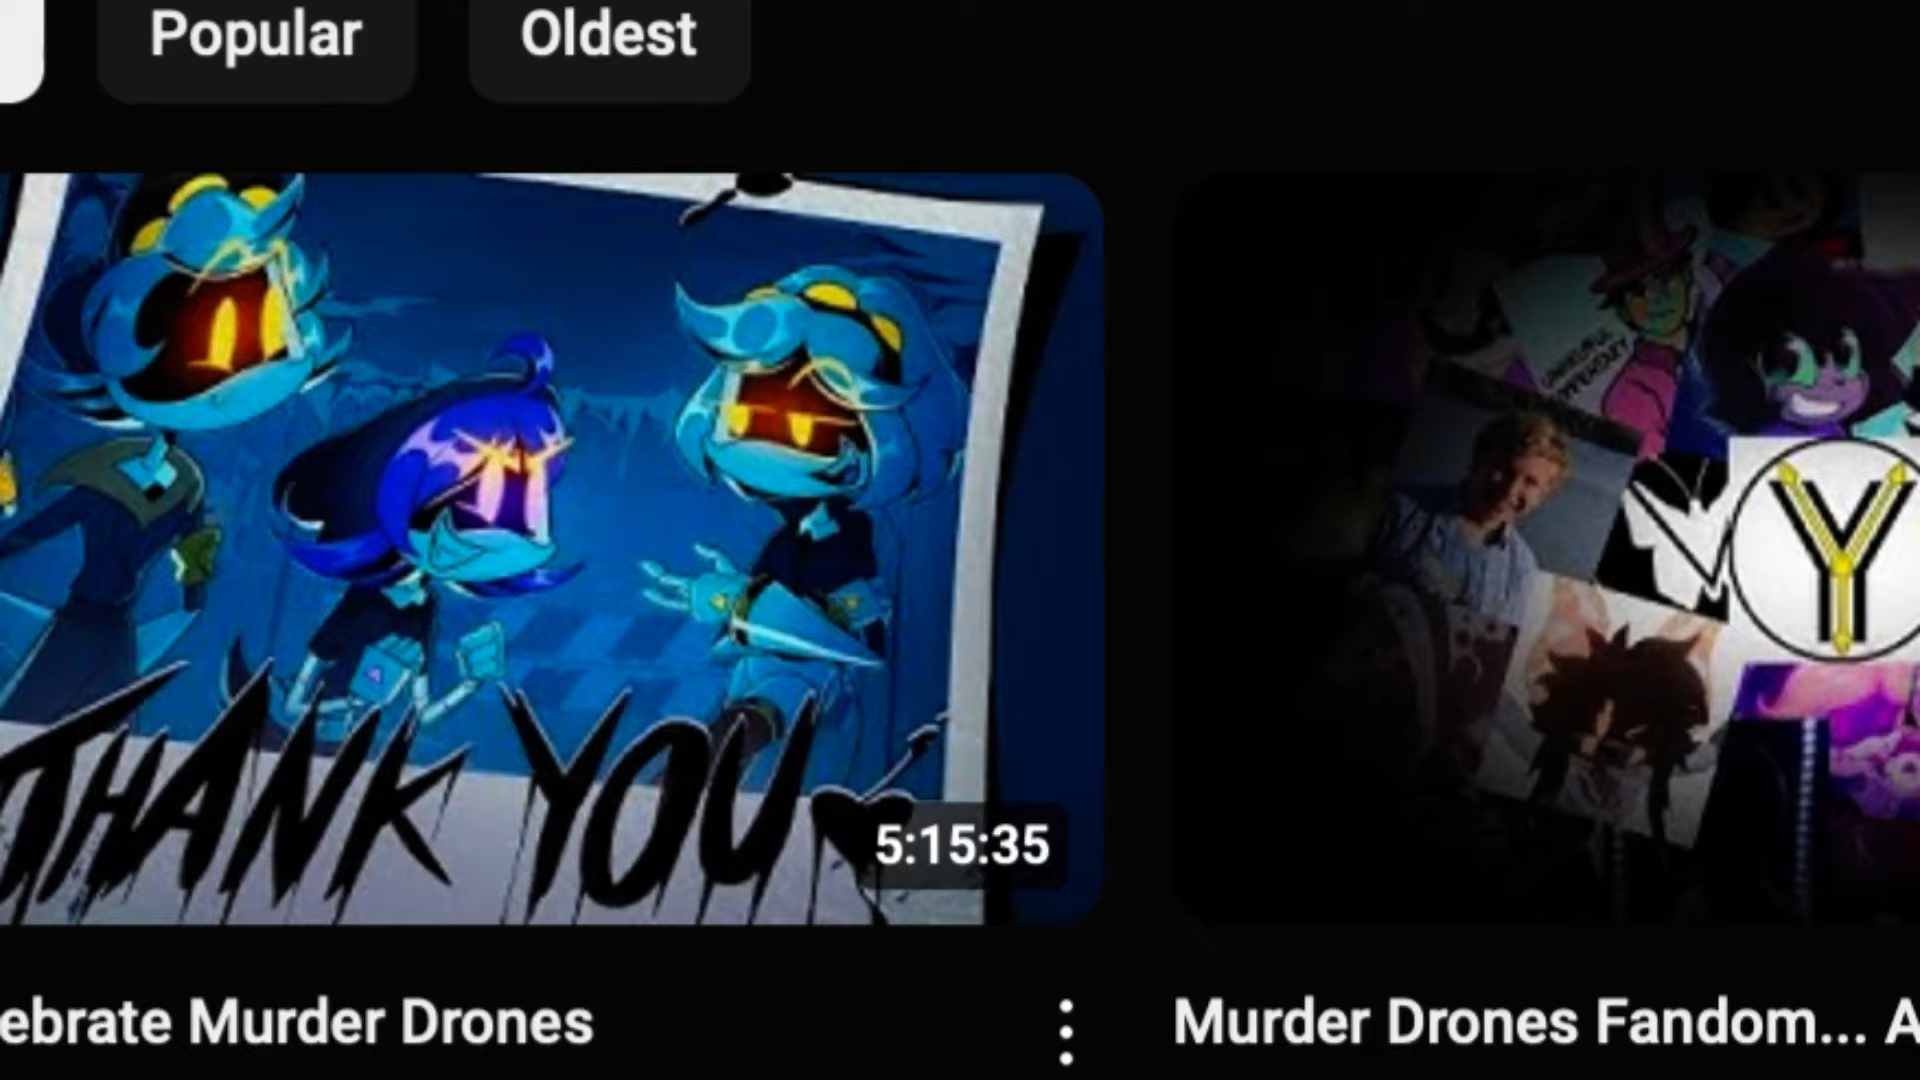 Popular
Oldest
THANK YOU
5:15:35
Y
ebrate Murder Drones
Murder Drones Fandom... A